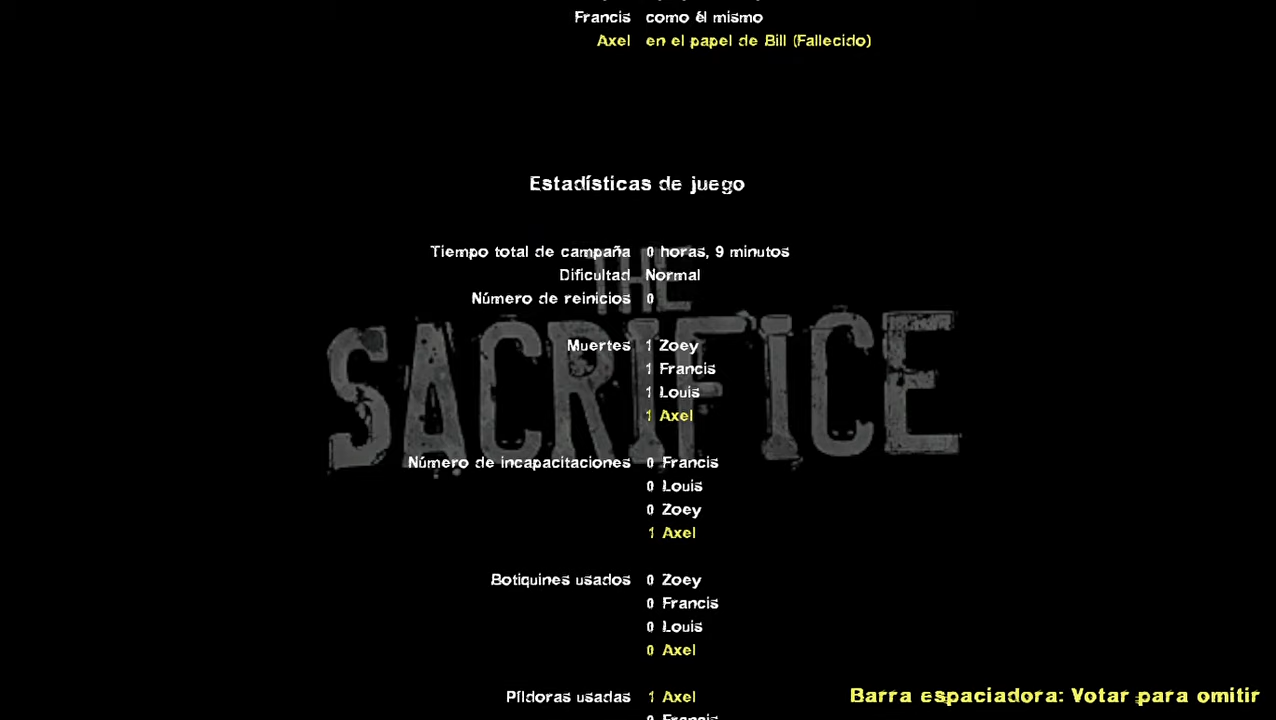 Francis como él mismo
Axel en el papel de Bill (Fallecido)
Estadísticas de juego
Tiempo total de campaña 0 horas, 9 minutos
Dificultad Normal
Número de reinicios 0
THE
SACRIFICE
Muertes 1 Zoey
1 Francis
1 Louis
1 Axel
Número de incapacitaciones 0 Francis
0 Louis
0 Zoey
1 Axel
Botiquines usados 0 Zoey
0 Francis
0 Louis
0 Axel
Píldoras usadas 1 Axel
0 Francis
Barra espaciadora: Votar para omitir